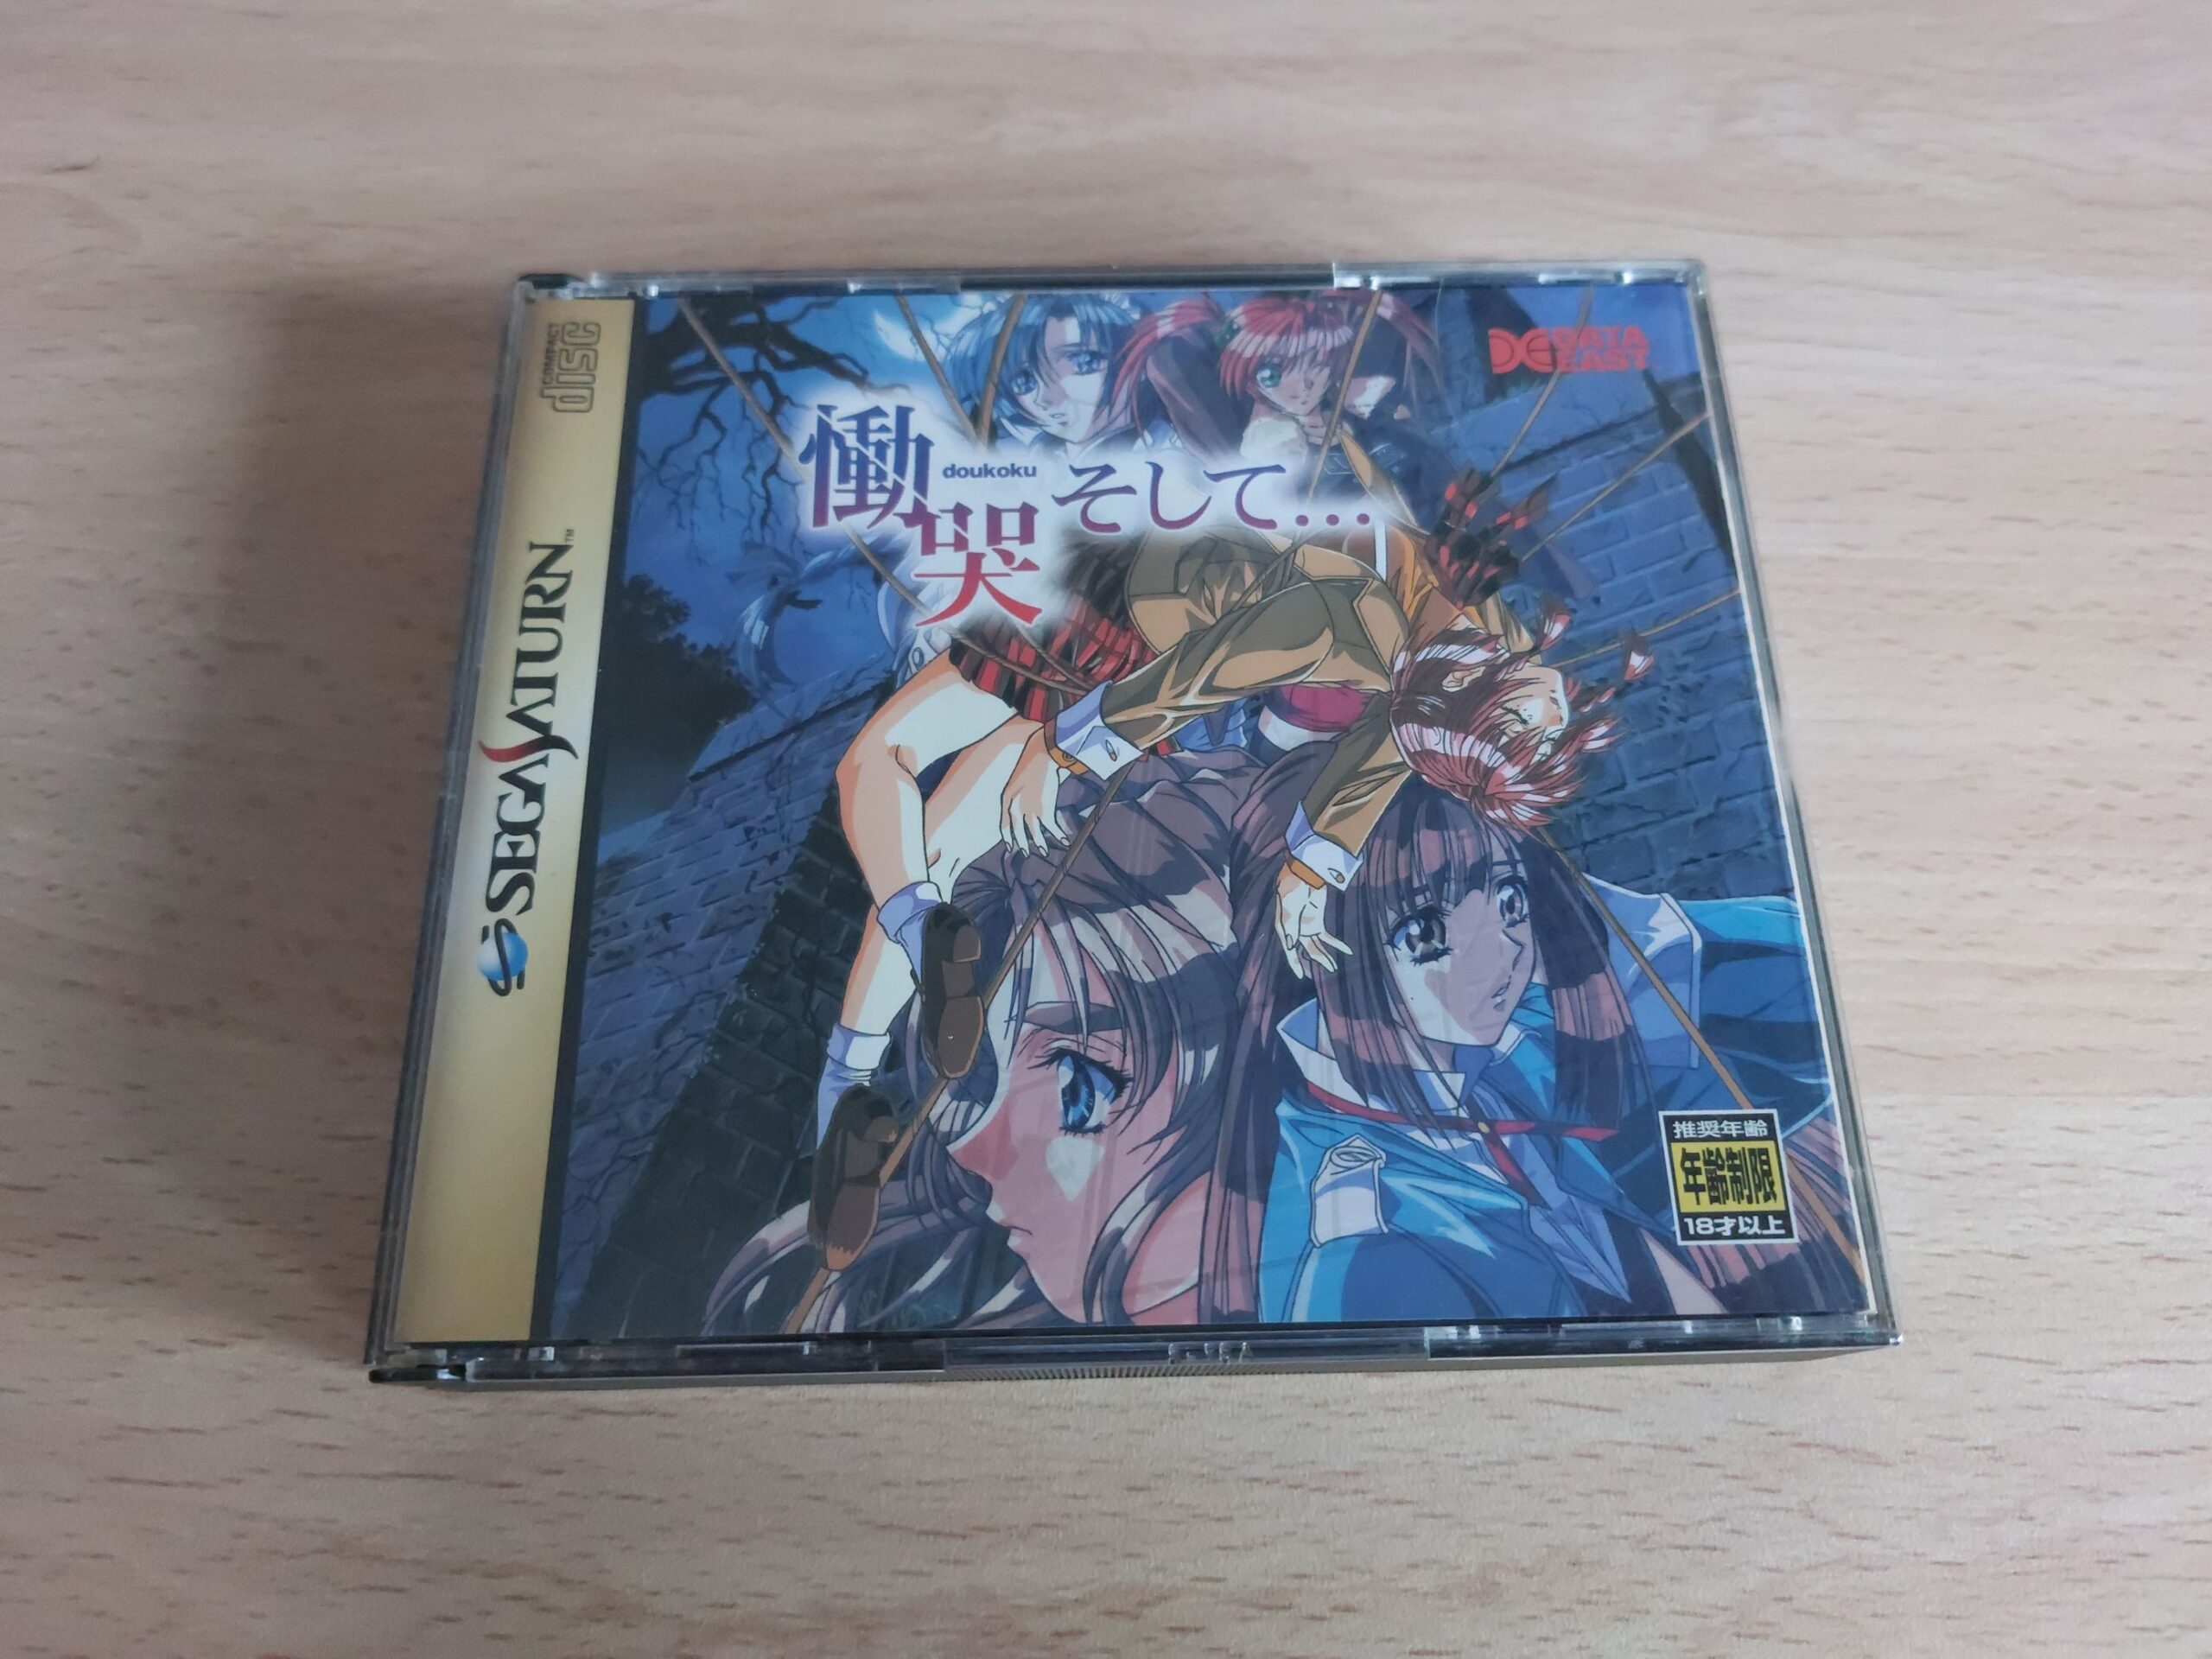 COMPACT
disc
SEGA SATURN™
DATA
EAST
慟哭
doukoku
そして...
推奨年齢
年齢制限
18才以上